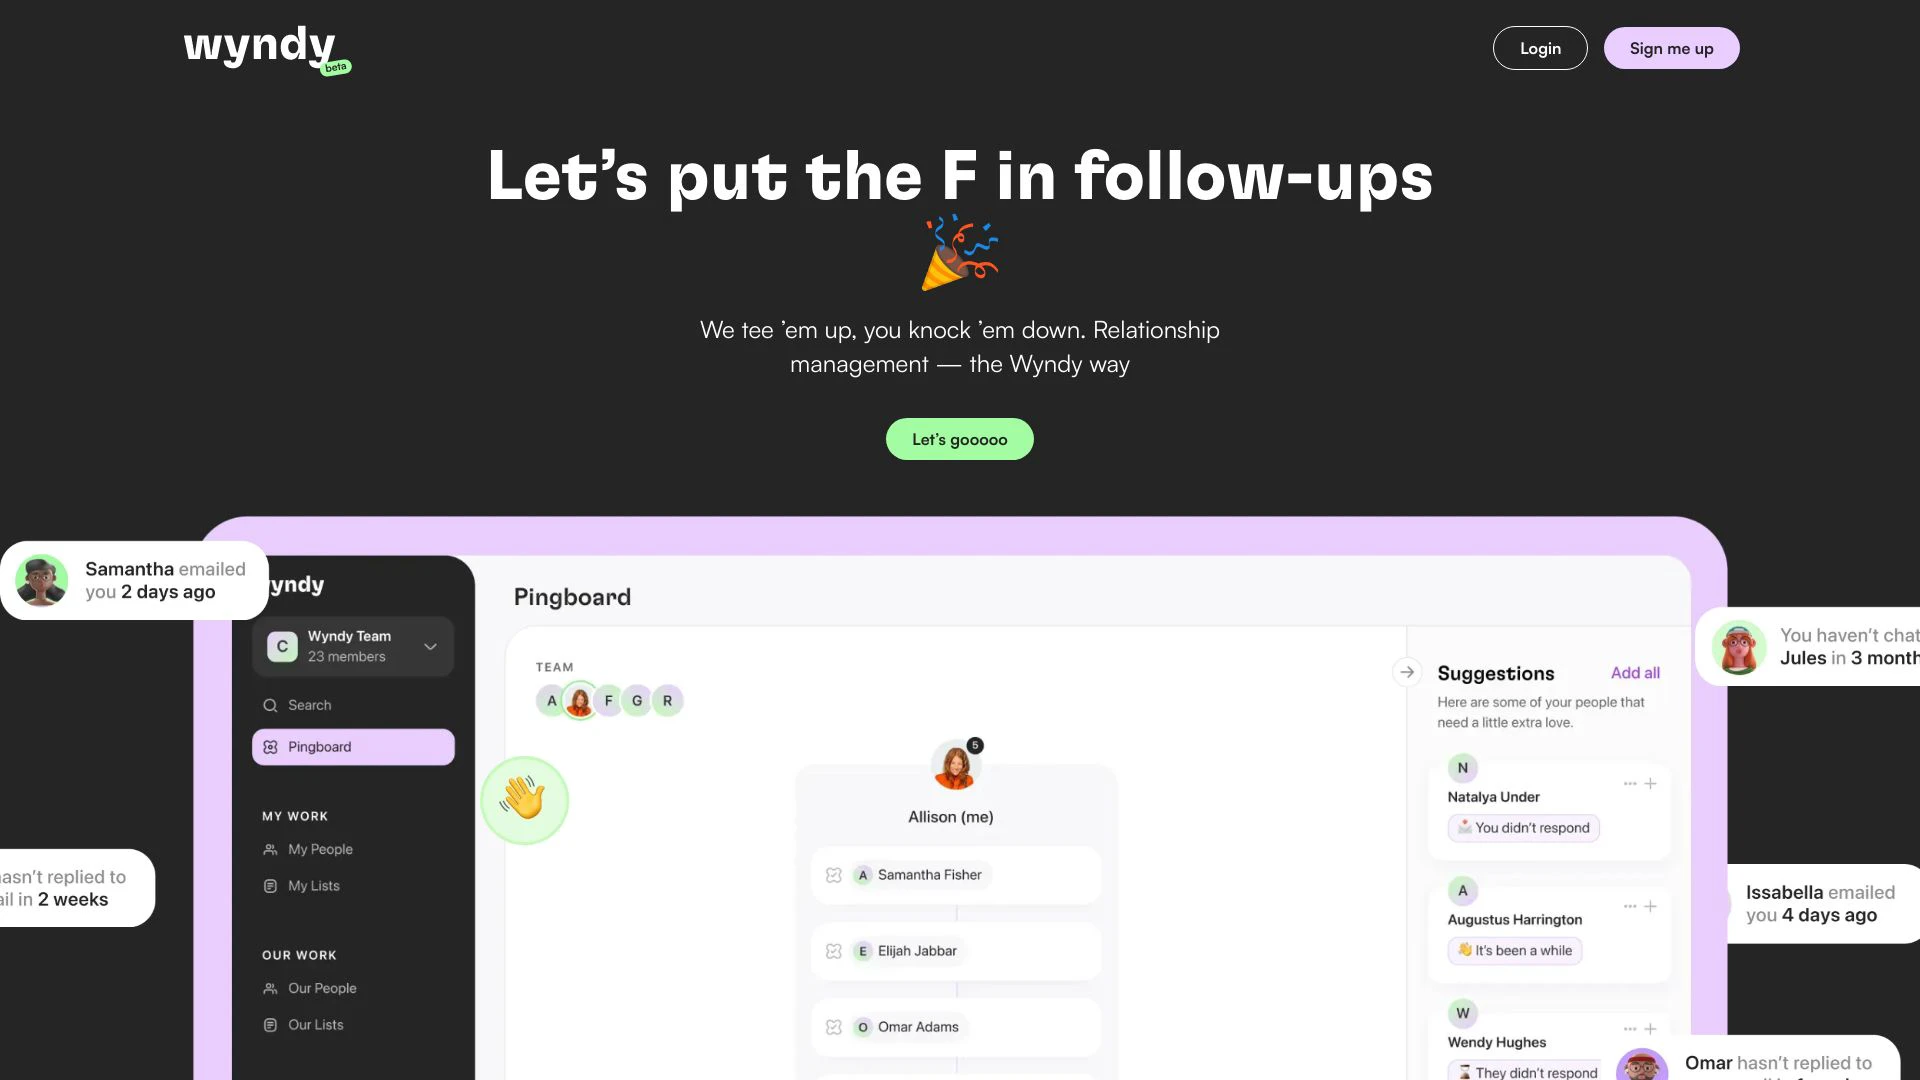 wyndy
beta
Login
Sign me up
Let's put the F in follow-ups
We tee ’em up, you knock ’em down. Relationship
management — the Wyndy way
Let’s gooooo
Samantha emailed
you 2 days ago
yndy
C
Wyndy Team
23 members
Search
Pingboard
MY WORK
My People
My Lists
OUR WORK
Our People
Our Lists
asn’t replied to
in 2 weeks
Pingboard
TEAM
A
F
G
R
5
Allison (me)
A Samantha Fisher
E Elijah Jabbar
O Omar Adams
Suggestions
Add all
Here are some of your people that
need a little extra love.
N
Natalya Under
You didn’t respond
A
Augustus Harrington
It’s been a while
W
Wendy Hughes
They didn’t respond
You haven’t chat
Jules in 3 month
Issabella emailed
you 4 days ago
Omar hasn’t replied to